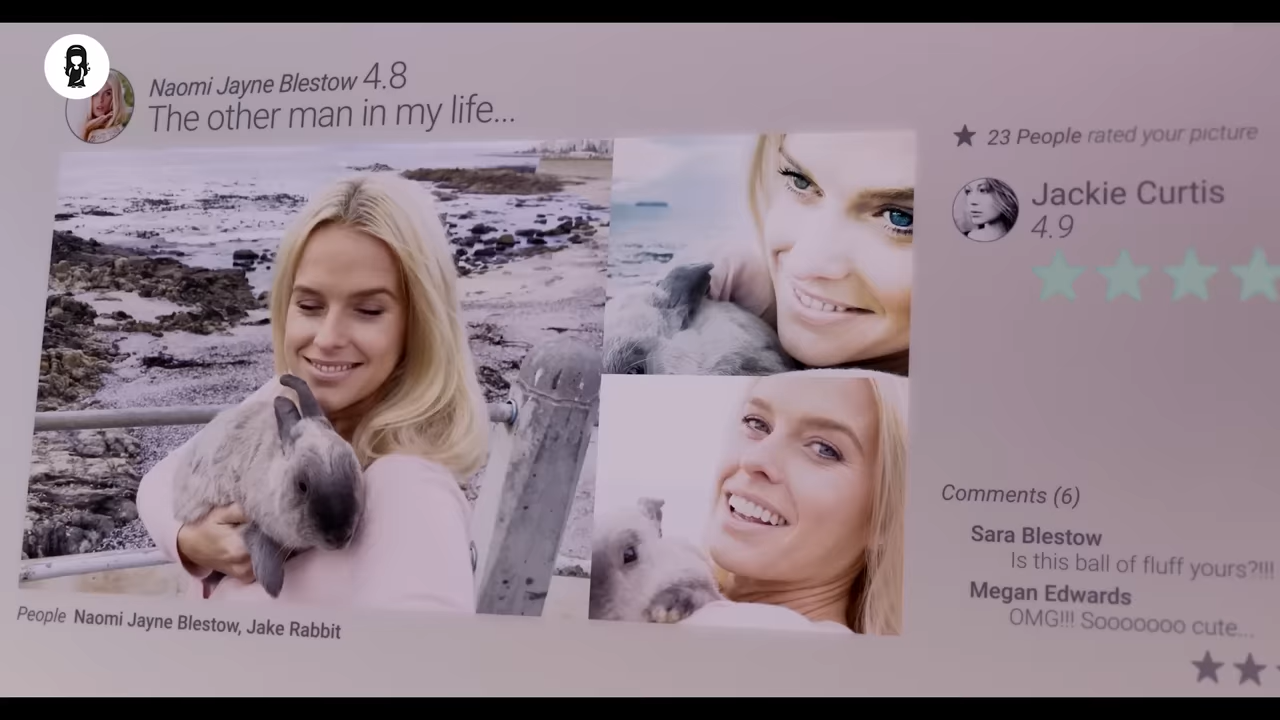 Naomi Jayne Blestow 4.8
The other man in my life...
23 People rated your picture
Jackie Curtis
4.9
Comments (6)
Sara Blestow
Is this ball of fluff yours?!!!
Megan Edwards
OMG!!! Sooooooo cute...
People Naomi Jayne Blestow, Jake Rabbit